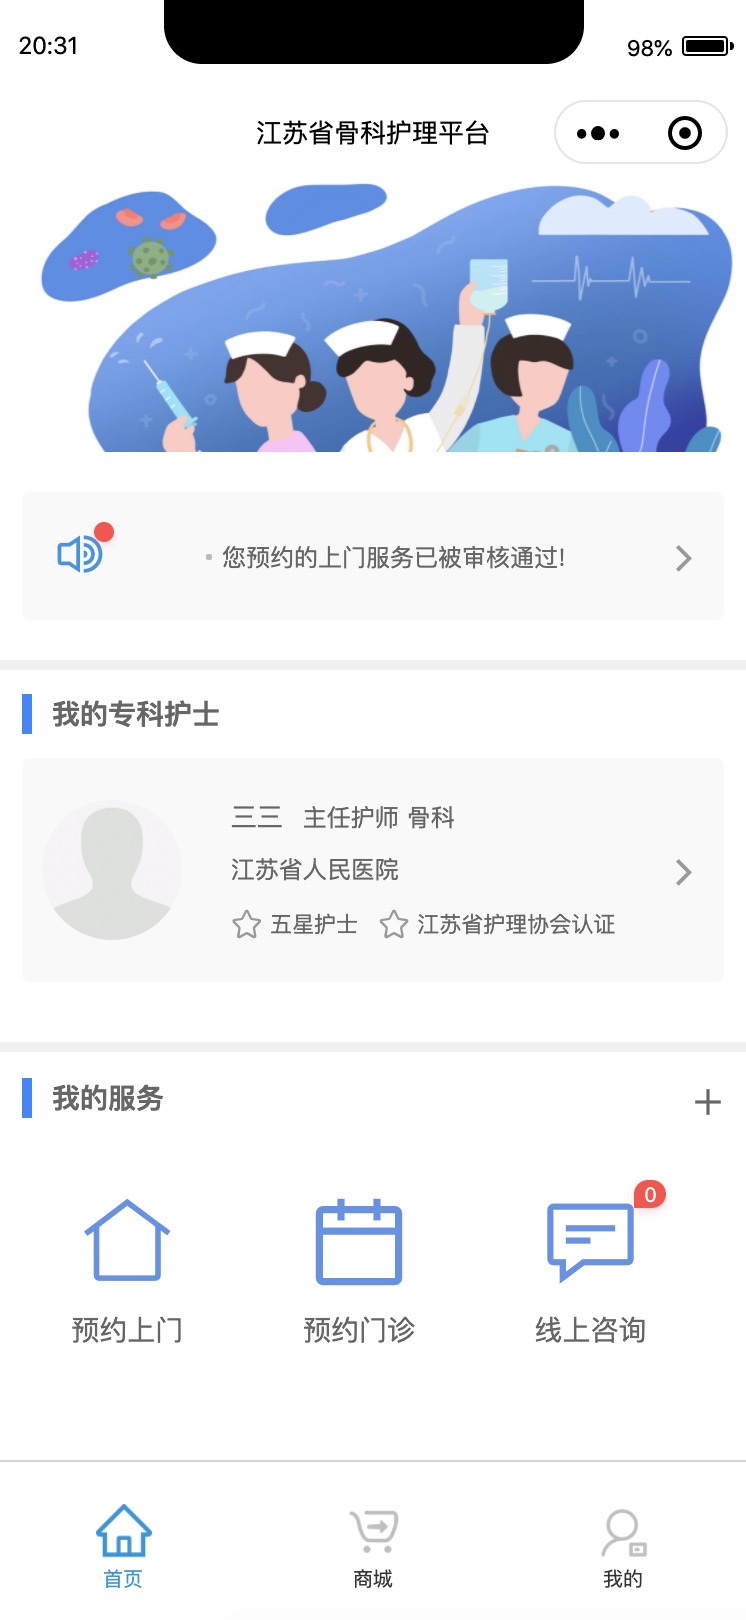 20:31
98%
江苏省骨科护理平台
您预约的上门服务已被审核通过!
我的专科护士
三三 主任护师 骨科
江苏省人民医院
五星护士 江苏省护理协会认证
我的服务
0
预约上门 预约门诊 线上咨询
首页 商城 我的